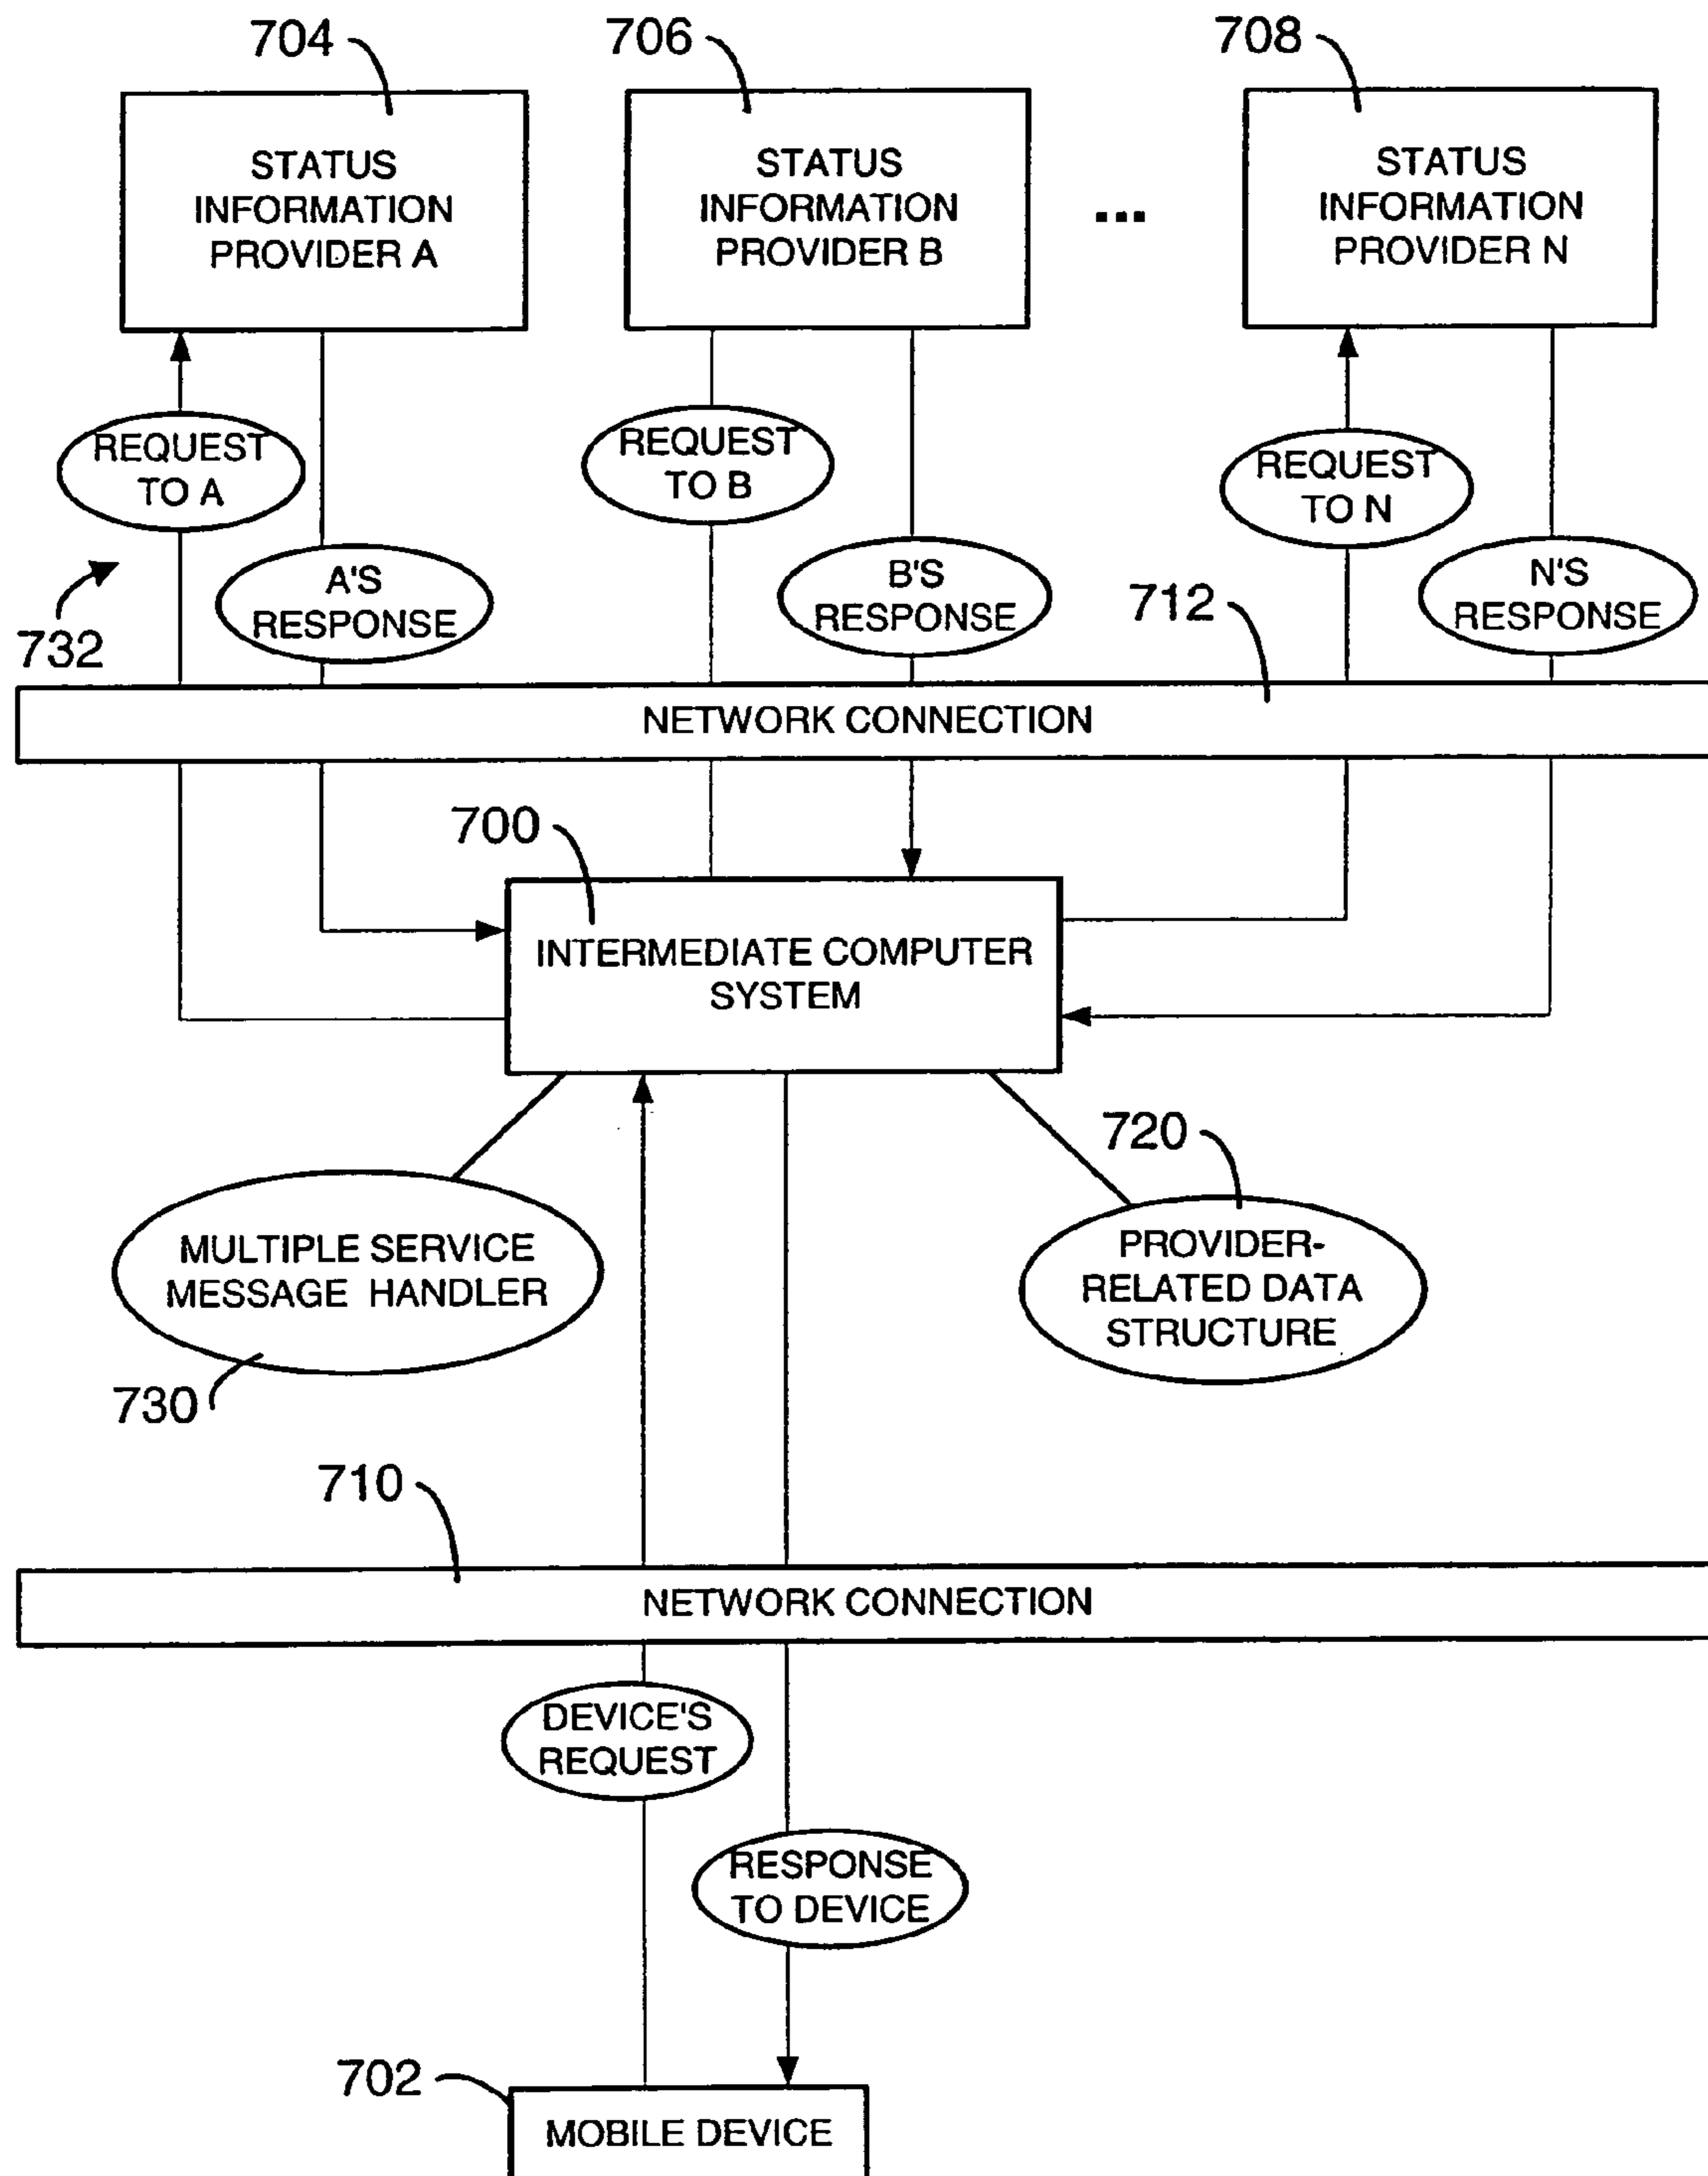 704
706
708
STATUS
INFORMATION
PROVIDER A
STATUS
INFORMATION
PROVIDER B
...
STATUS
INFORMATION
PROVIDER N
REQUEST
TO A
REQUEST
TO B
REQUEST
TO N
732
A'S
RESPONSE
B'S
RESPONSE
712
N'S
RESPONSE
NETWORK CONNECTION
700
INTERMEDIATE COMPUTER
SYSTEM
720
MULTIPLE SERVICE
MESSAGE HANDLER
PROVIDER-
RELATED DATA
STRUCTURE
730
710
NETWORK CONNECTION
DEVICE'S
REQUEST
RESPONSE
TO DEVICE
702
MOBILE DEVICE